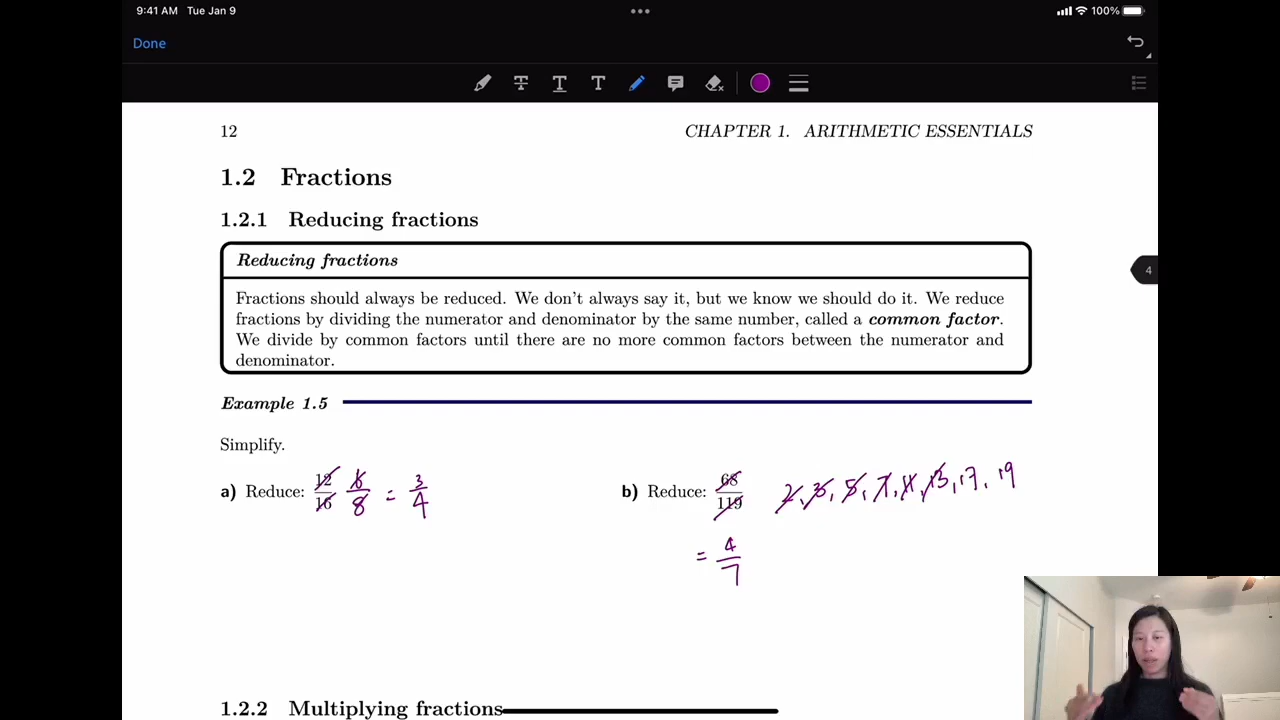 9:41 AM Tue Jan 9
100%
Done
12 CHAPTER 1. ARITHMETIC ESSENTIALS
1.2 Fractions
1.2.1 Reducing fractions
Reducing fractions
Fractions should always be reduced. We don't always say it, but we know we should do it. We reduce
fractions by dividing the numerator and denominator by the same number, called a common factor.
We divide by common factors until there are no more common factors between the numerator and
denominator.
4
Example 1.5
Simplify.
a) Reduce: 12/16 6/8 = 3/4
b) Reduce: 68/119 2, 3, 5, 7, 11, 13, 17, 19
= 4/7
1.2.2 Multiplying fractions